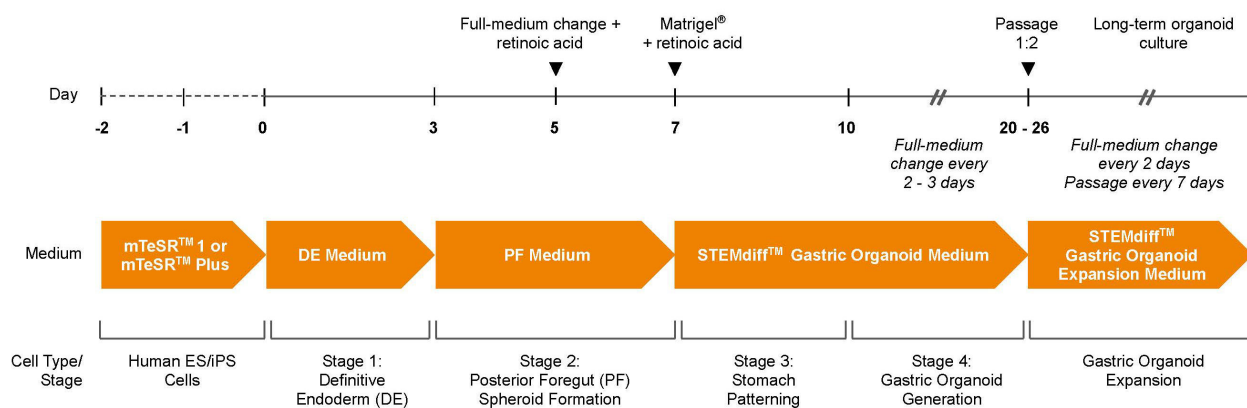 Full-medium change +
retinoic acid
Matrigel®
+ retinoic acid
Passage
1:2
Long-term organoid
culture
Day
-2
-1
0
3
5
7
10
20 - 26
Full-medium
change every
2 - 3 days
Full-medium change
every 2 days
Passage every 7 days
Medium
mTeSR™ 1 or
mTeSR™ Plus
DE Medium
PF Medium
STEMdiff™ Gastric Organoid Medium
STEMdiff™
Gastric Organoid
Expansion Medium
Cell Type/
Stage
Human ES/iPS
Cells
Stage 1:
Definitive
Endoderm (DE)
Stage 2:
Posterior Foregut (PF)
Spheroid Formation
Stage 3:
Stomach
Patterning
Stage 4:
Gastric Organoid
Generation
Gastric Organoid
Expansion